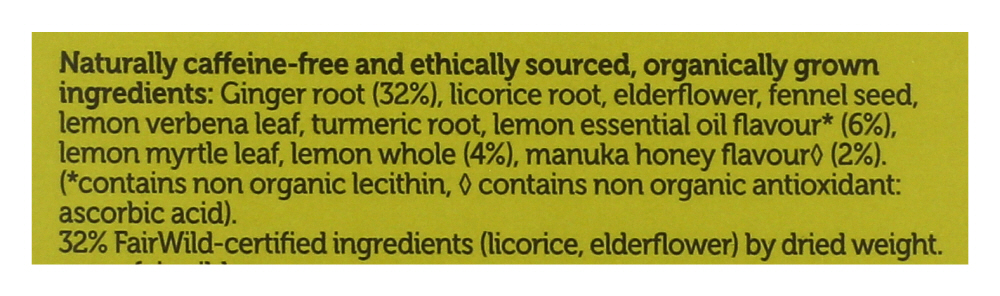 Naturally caffeine-free and ethically sourced, organically grown
ingredients: Ginger root (32%), licorice root, elderflower, fennel seed,
lemon verbena leaf, turmeric root, lemon essential oil flavour* (6%),
lemon myrtle leaf, lemon whole (4%), manuka honey flavour◊ (2%).
(*contains non organic lecithin, ◊ contains non organic antioxidant:
ascorbic acid).
32% FairWild-certified ingredients (licorice, elderflower) by dried weight.